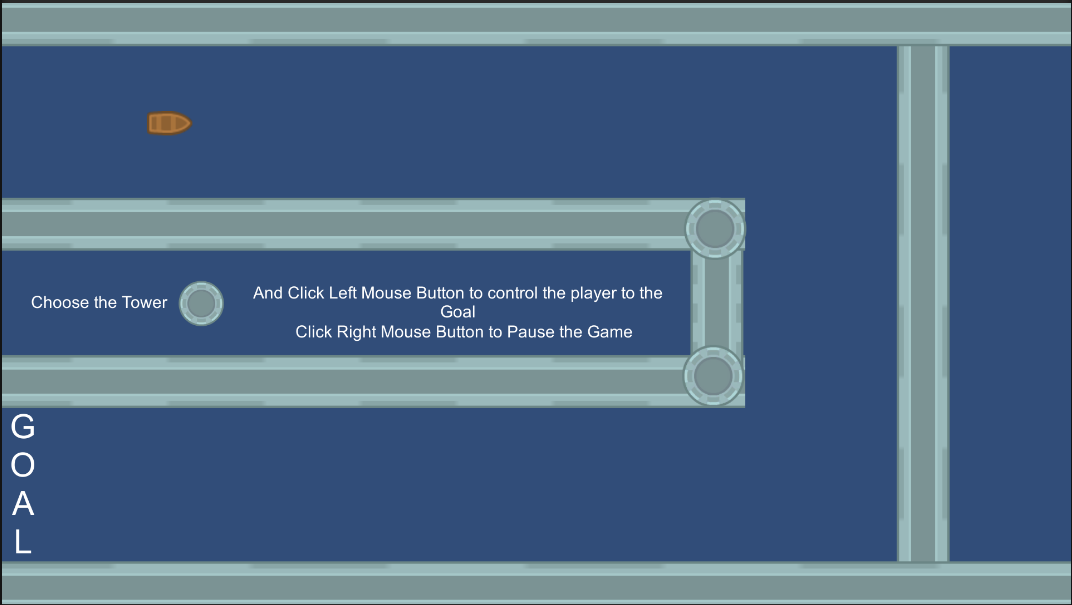 Choose the Tower
And Click Left Mouse Button to control the player to the
Goal
Click Right Mouse Button to Pause the Game
G
O
A
L